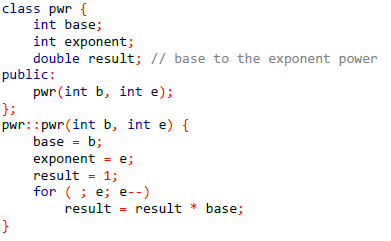 class pwr {
    int base;
    int exponent;
    double result; // base to the exponent power
public:
    pwr(int b, int e);
};
pwr::pwr(int b, int e) {
    base = b;
    exponent = e;
    result = 1;
    for ( ; e; e--)
        result = result * base;
}